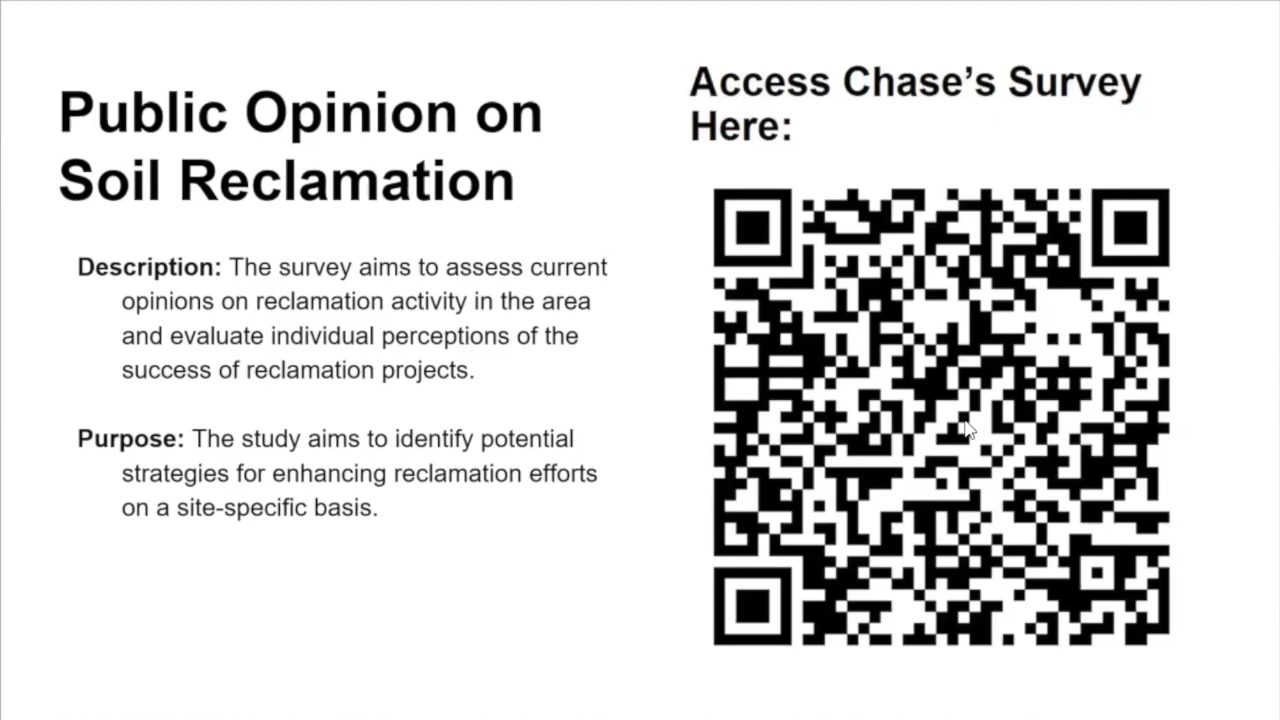 Public Opinion on
Soil Reclamation
Description: The survey aims to assess current
opinions on reclamation activity in the area
and evaluate individual perceptions of the
success of reclamation projects.
Purpose: The study aims to identify potential
strategies for enhancing reclamation efforts
on a site-specific basis.
Access Chase’s Survey
Here: